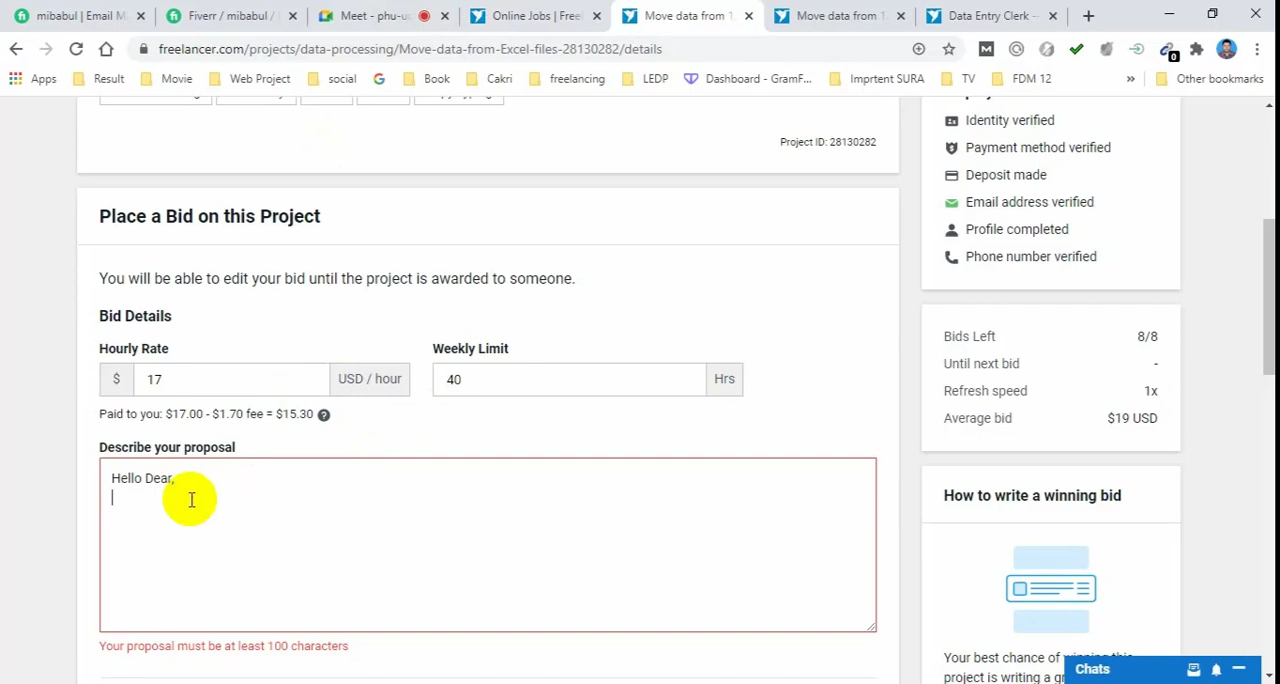 mibabul | Email M
Fiverr / mibabul /
Meet - phu-u
Online Jobs | Free
Move data from 1
Move data from 1
Data Entry Clerk -
freelancer.com/projects/data-processing/Move-data-from-Excel-files-28130282/details
0
Apps
Result
Movie
Web Project
social
Book
Cakri
freelancing
LEDP
Dashboard - GramF...
Imprtent SURA
TV
FDM 12
»
Other bookmarks
Project ID: 28130282
Place a Bid on this Project
You will be able to edit your bid until the project is awarded to someone.
Bid Details
Hourly Rate
Weekly Limit
$ 17 USD / hour
40 Hrs
Paid to you: $17.00 - $1.70 fee = $15.30
Describe your proposal
Hello Dear,
Your proposal must be at least 100 characters
Identity verified
Payment method verified
Deposit made
Email address verified
Profile completed
Phone number verified
Bids Left 8/8
Until next bid -
Refresh speed 1x
Average bid $19 USD
How to write a winning bid
Your best chance of winning this
project is writing a
Chats